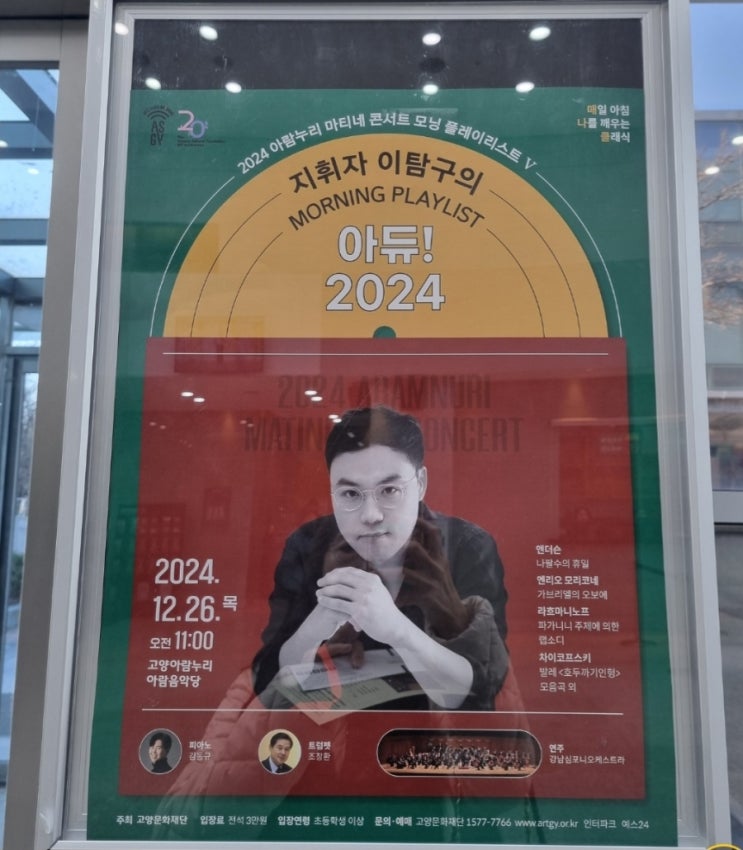 AS
GY
20
매일 아침
나를 깨우는
클래식
2024 아람누리 마티네 콘서트 모닝 플레이리스트 V
지휘자 이탐구의
MORNING PLAYLIST
아듀!
2024
2024 ARAMNURI
MATINEE CONCERT
2024.
12.26.목
오전 11:00
고양아람누리
아람음악당
앤더슨
나팔수의 휴일
엔리오 모리코네
가브리엘의 오보에
라흐마니노프
파가니니 주제에 의한
랩소디
차이코프스키
발레 <호두까기인형>
모음곡 외
피아노
김동규
트럼펫
조장환
연주
강남심포니오케스트라
주최 고양문화재단 입장료 전석 3만원 입장연령 초등학생 이상 문의·예매 고양문화재단 1577-7766 www.artgy.or.kr 인터파크 예스24